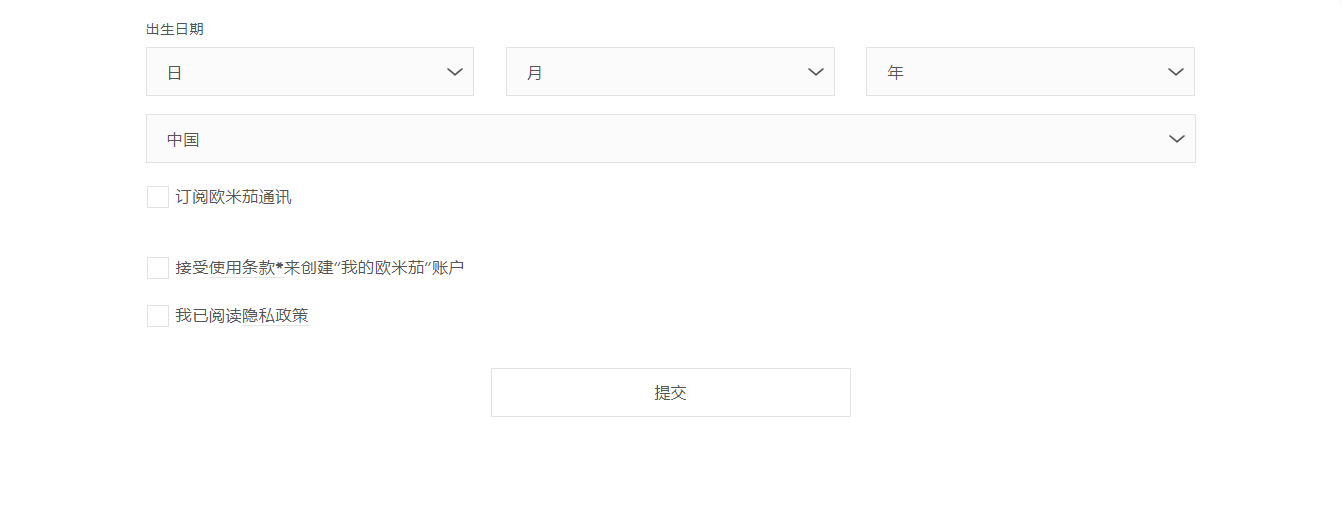 出生日期
日 月 年
中国
订阅欧米茄通讯
接受使用条款*来创建“我的欧米茄”账户
我已阅读隐私政策
提交